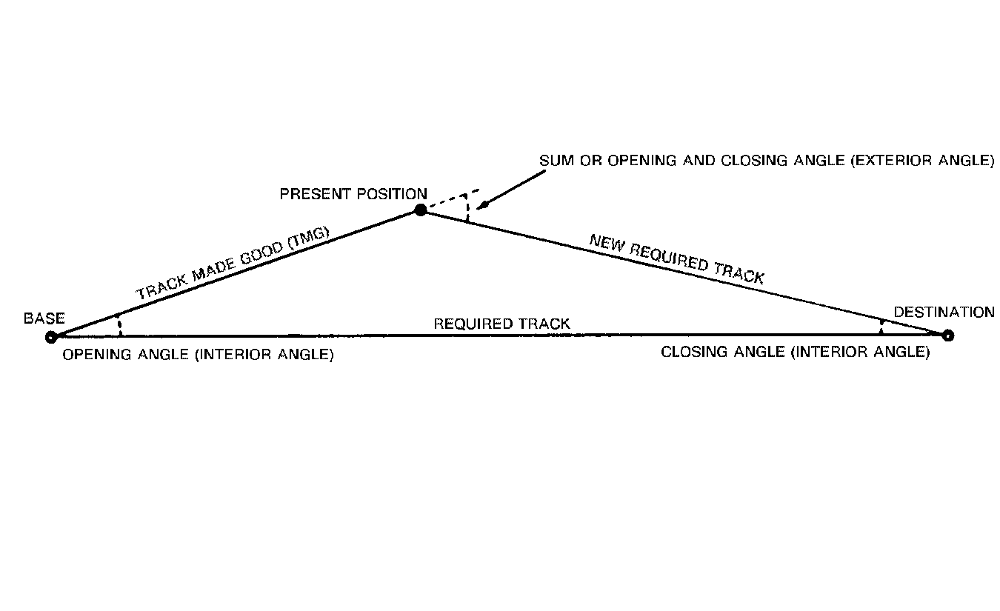 SUM OR OPENING AND CLOSING ANGLE (EXTERIOR ANGLE)
PRESENT POSITION
TRACK MADE GOOD (TMG)
NEW REQUIRED TRACK
BASE
DESTINATION
REQUIRED TRACK
OPENING ANGLE (INTERIOR ANGLE)
CLOSING ANGLE (INTERIOR ANGLE)